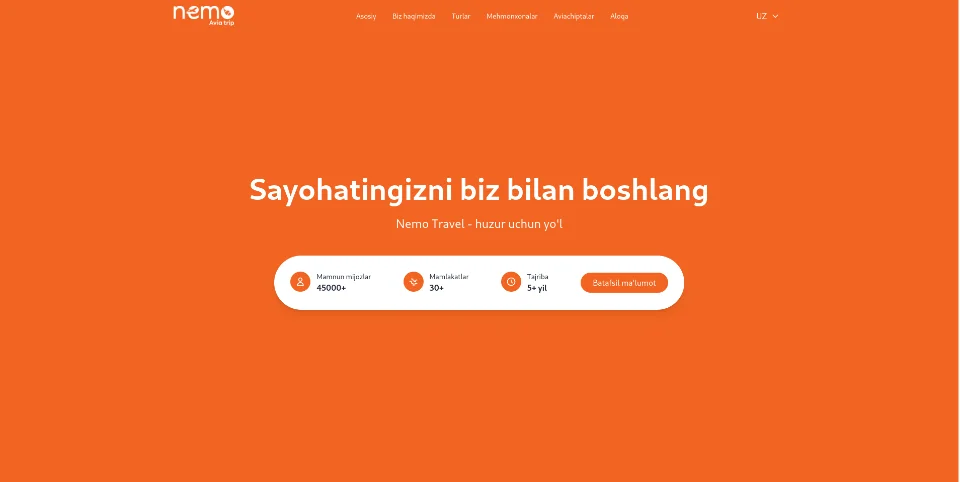 nemo
Avia trip
Asosiy Biz haqimizda Turlar Mehmonxonalar Aviachiptalar Aloqa UZ
Sayohatingizni biz bilan boshlang
Nemo Travel - huzur uchun yo'l
Mamnun mijozlar
45000+
Mamlakatlar
30+
Tajriba
5+ yil
Batafsil ma'lumot